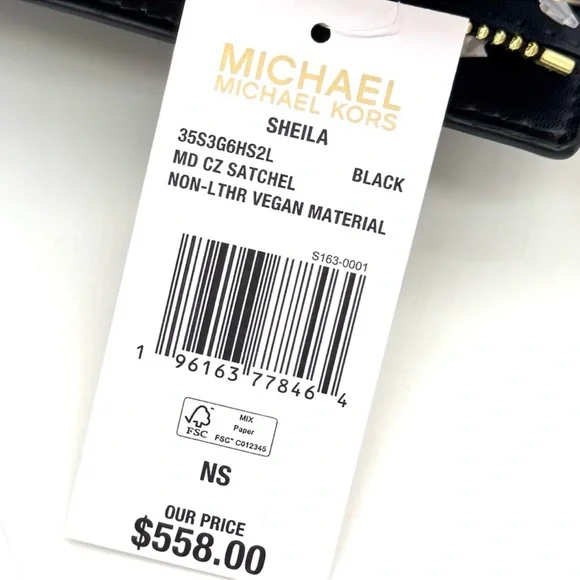 MICHAEL
MICHAEL KORS
SHEILA
35S3G6HS2L
MD CZ SATCHEL BLACK
NON-LTHR VEGAN MATERIAL
S163-0001
1 96163 77846 4
FSC
MIX
Paper
FSC™ C012345
NS
OUR PRICE
$558.00